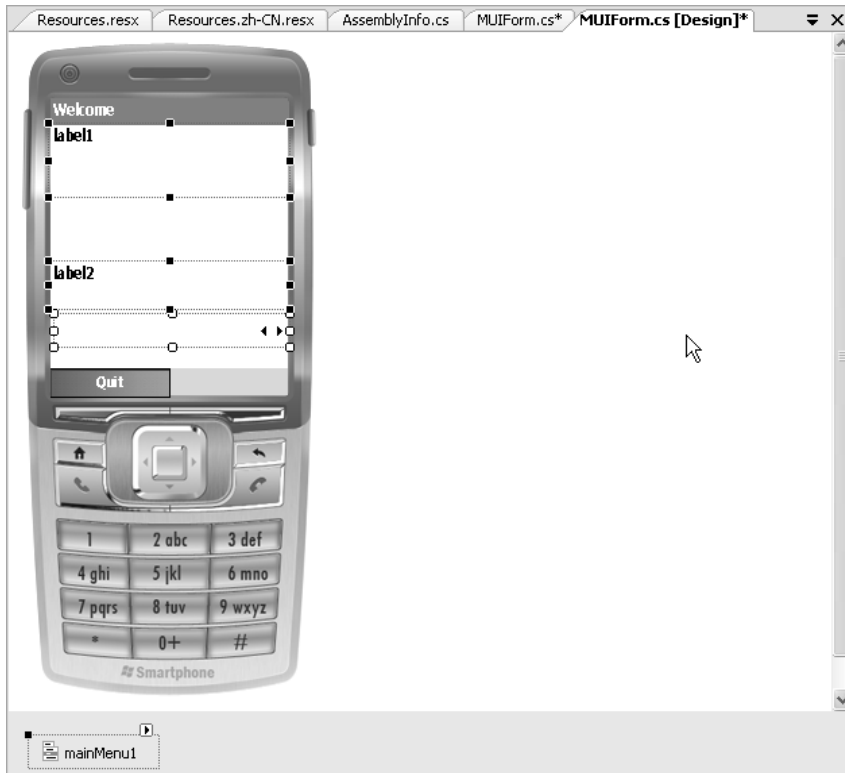 Resources.resx Resources.zh-CN.resx AssemblyInfo.cs MUIForm.cs* MUIForm.cs [Design]*
Welcome
label1
label2
Quit
1 2 abc 3 def
4 ghi 5 jkl 6 mno
7 pqrs 8 tuv 9 wxyz
* 0+ #
Smartphone
mainMenu1